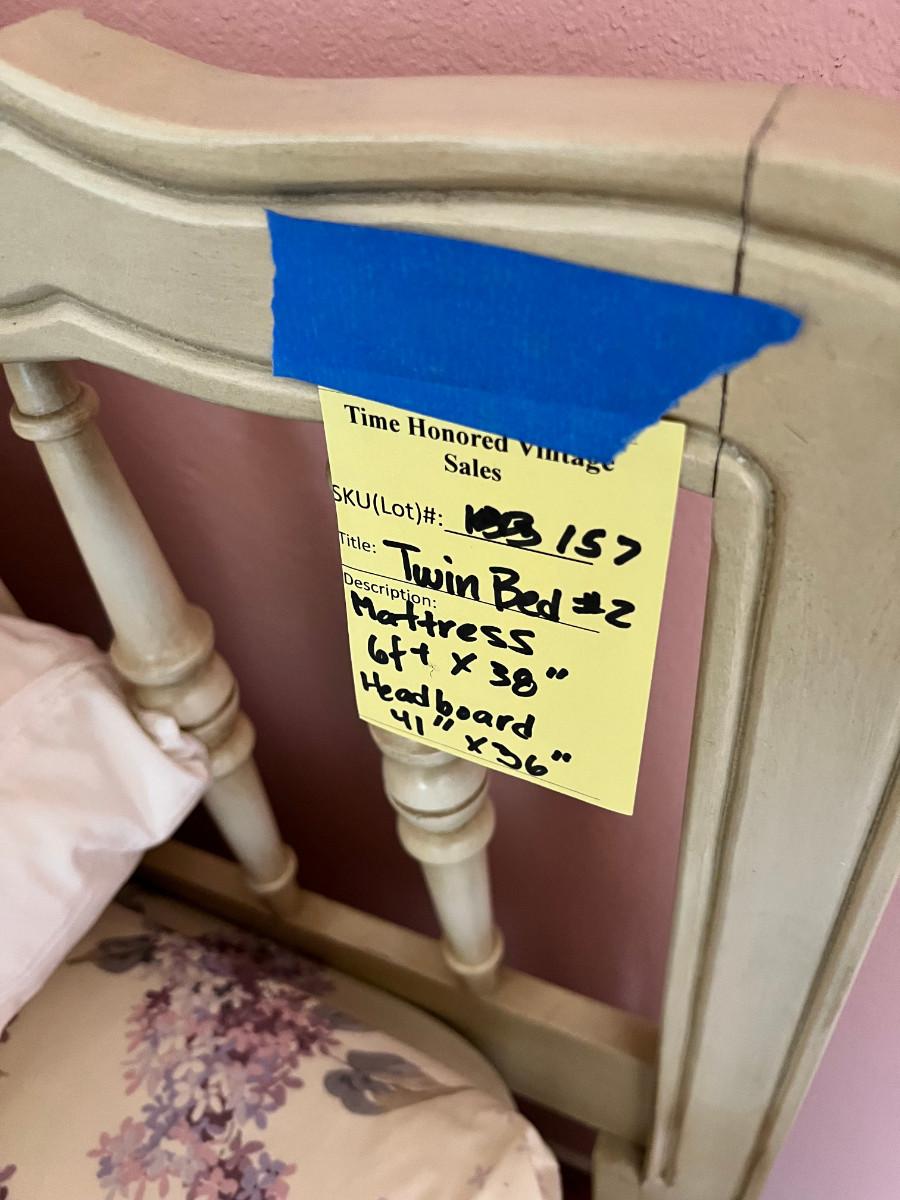 Time Honored Vintage
Sales
SKU(Lot)#: 157
Title: Twin Bed #2
Description:
Mattress
6ft x 38"
Headboard
41" x 36"